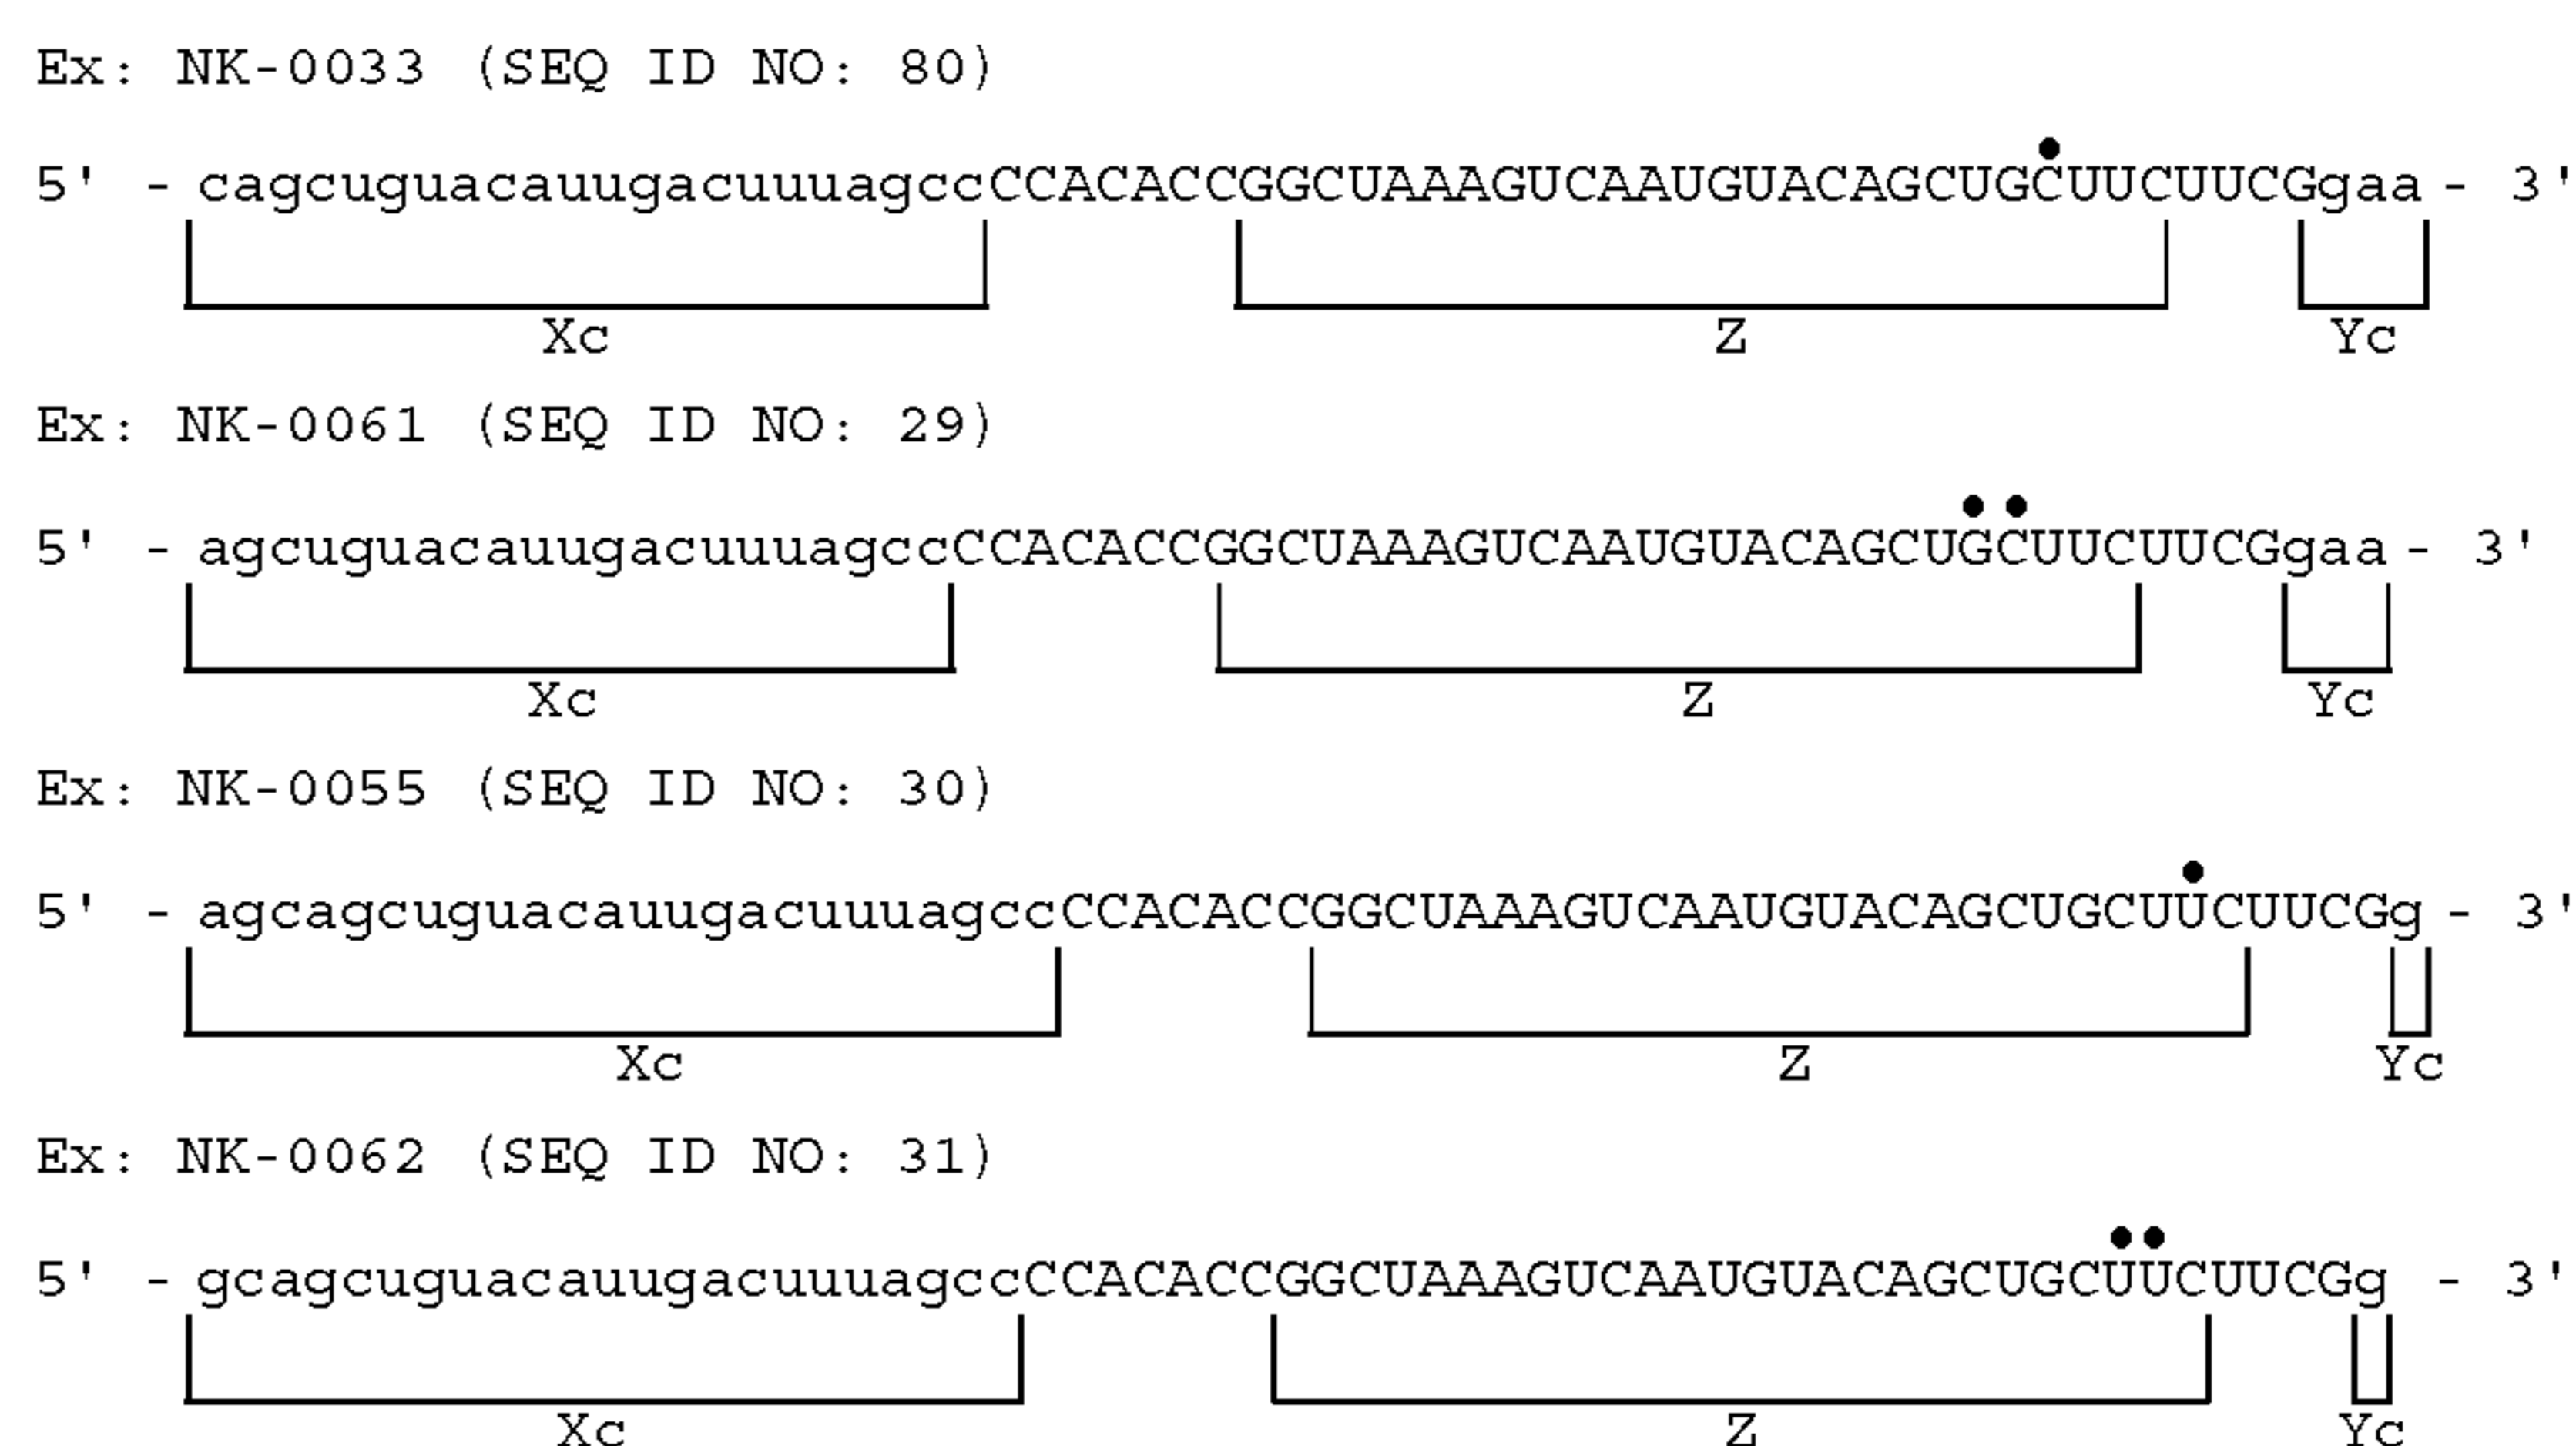 Ex: NK-0033 (SEQ ID NO: 80)
5' - cagcuguacauugacuuuagccCCACACCGGCUAAAGUCAAUGUACAGCUGCUUCUUCGgaa - 3'
Xc Z Yc
Ex: NK-0061 (SEQ ID NO: 29)
5' - agcuguacauugacuuuagccCCACACCGGCUAAAGUCAAUGUACAGCUGCUUCUUCGgaa - 3'
Xc Z Yc
Ex: NK-0055 (SEQ ID NO: 30)
5' - agcagcuguacauugacuuuagccCCACACCGGCUAAAGUCAAUGUACAGCUGCUUCUUCGg - 3'
Xc Z Yc
Ex: NK-0062 (SEQ ID NO: 31)
5' - gcagcuguacauugacuuuagccCCACACCGGCUAAAGUCAAUGUACAGCUGCUUCUUCGg - 3'
Xc Z Yc